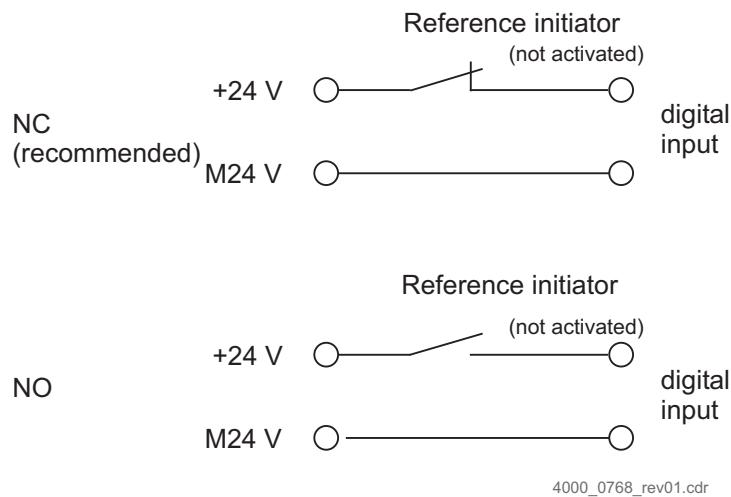 Reference initiator
(not activated)
+24 V
NC
(recommended)
M24 V
digital
input
Reference initiator
(not activated)
+24 V
NO
M24 V
digital
input
4000_0768_rev01.cdr